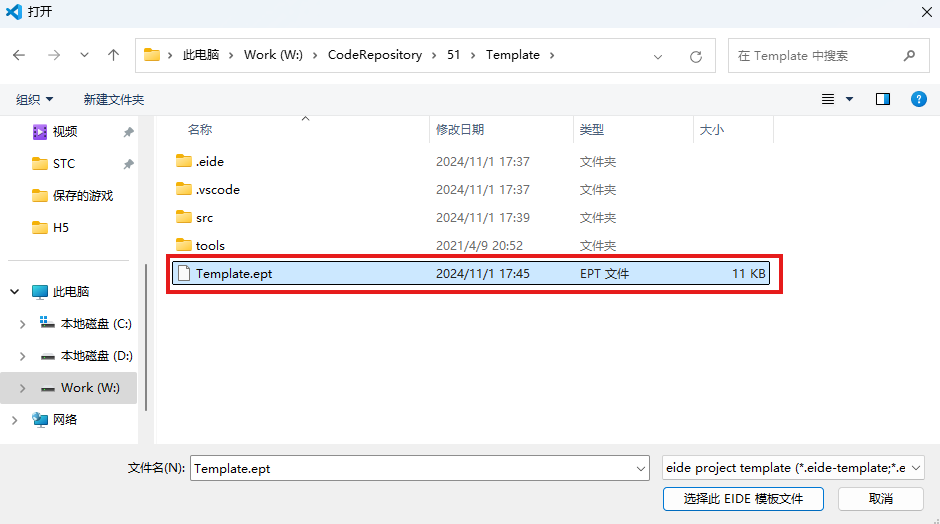 打开
此电脑 Work (W:) CodeRepository 51 Template
在 Template 中搜索
组织 新建文件夹
名称 修改日期 类型 大小
视频
STC
保存的游戏
H5
此电脑
本地磁盘 (C:)
本地磁盘 (D:)
Work (W:)
网络
.eide 2024/11/1 17:37 文件夹
.vscode 2024/11/1 17:37 文件夹
src 2024/11/1 17:39 文件夹
tools 2021/4/9 20:52 文件夹
Template.ept 2024/11/1 17:45 EPT 文件 11 KB
文件名(N): Template.ept eide project template (*.eide-template;*.e
选择此 EIDE 模板文件 取消